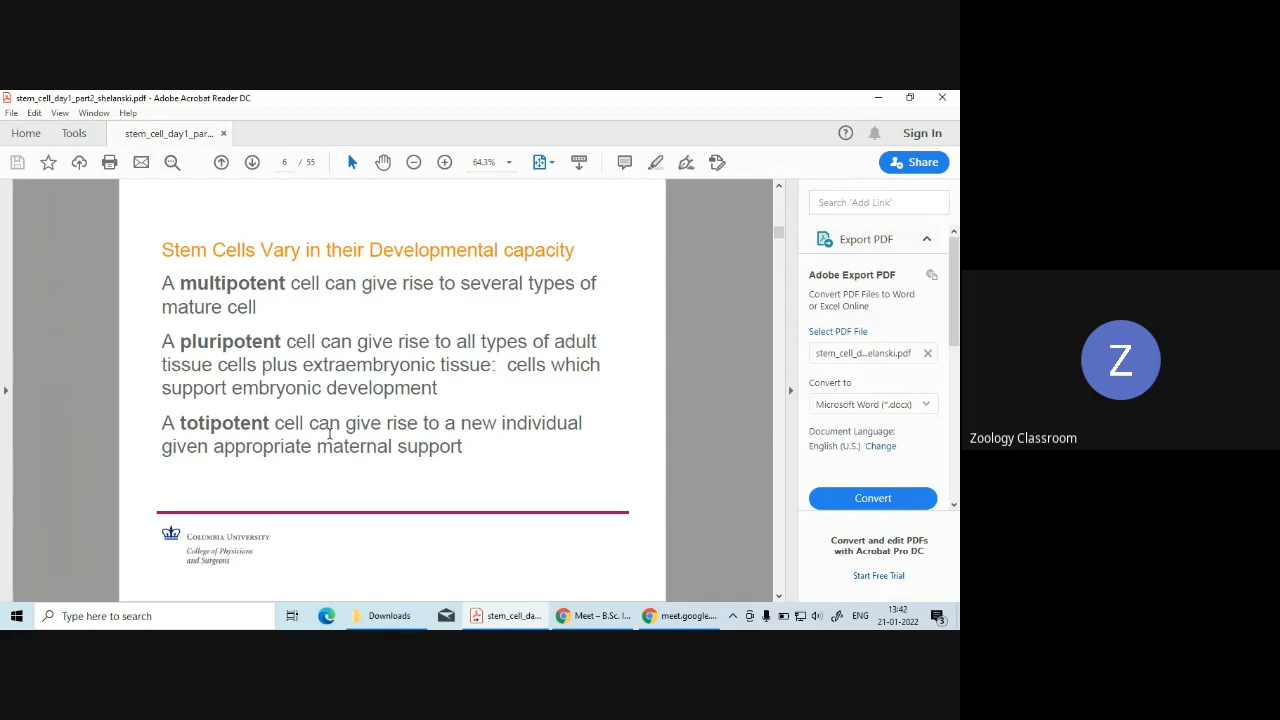 stem_cell_day1_part2_shelanski.pdf - Adobe Acrobat Reader DC
File Edit View Window Help
Home Tools stem_cell_day1_par... × Sign In
6 / 55 64.3% Share
Stem Cells Vary in their Developmental capacity
A multipotent cell can give rise to several types of
mature cell
A pluripotent cell can give rise to all types of adult
tissue cells plus extraembryonic tissue: cells which
support embryonic development
A totipotent cell can give rise to a new individual
given appropriate maternal support
COLUMBIA UNIVERSITY
College of Physicians
and Surgeons
Search 'Add Link'
Export PDF
Adobe Export PDF
Convert PDF Files to Word
or Excel Online
Select PDF File
stem_cell_d...elanski.pdf
Convert to
Microsoft Word (*.docx)
Document Language:
English (U.S.) Change
Convert
Convert and edit PDFs
with Acrobat Pro DC
Start Free Trial
Type here to search Downloads stem_cell_da... Meet – B.Sc. I... meet.google.... ENG 13:42
21-01-2022 3
Z
Zoology Classroom